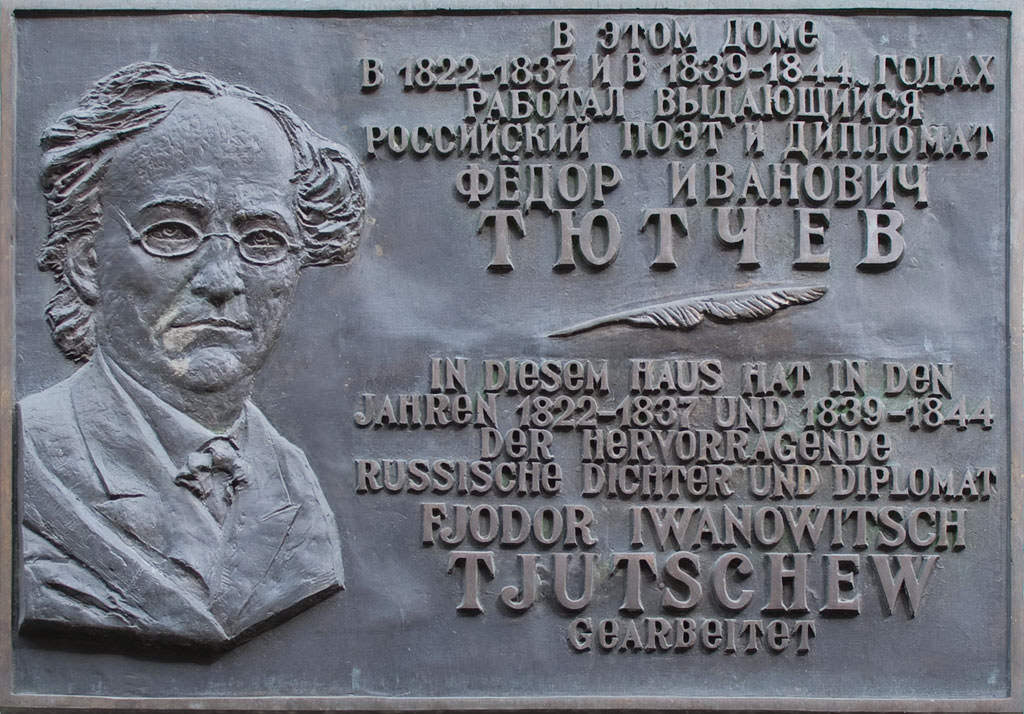 В ЭТОМ ДОМЕ
В 1822-1837 И В 1839-1844 ГОДАХ
РАБОТАЛ ВЫДАЮЩИЙСЯ
РОССИЙСКИЙ ПОЭТ И ДИПЛОМАТ
ФЁДОР ИВАНОВИЧ
ТЮТЧЕВ
IN DIESEM HAUS HAT IN DEN
JAHREN 1822-1837 UND 1839-1844
DER HERVORRAGENDE
RUSSISCHE DICHTER UND DIPLOMAT
FJODOR IWANOWITSCH
TJUTSCHEW
GEARBEITET